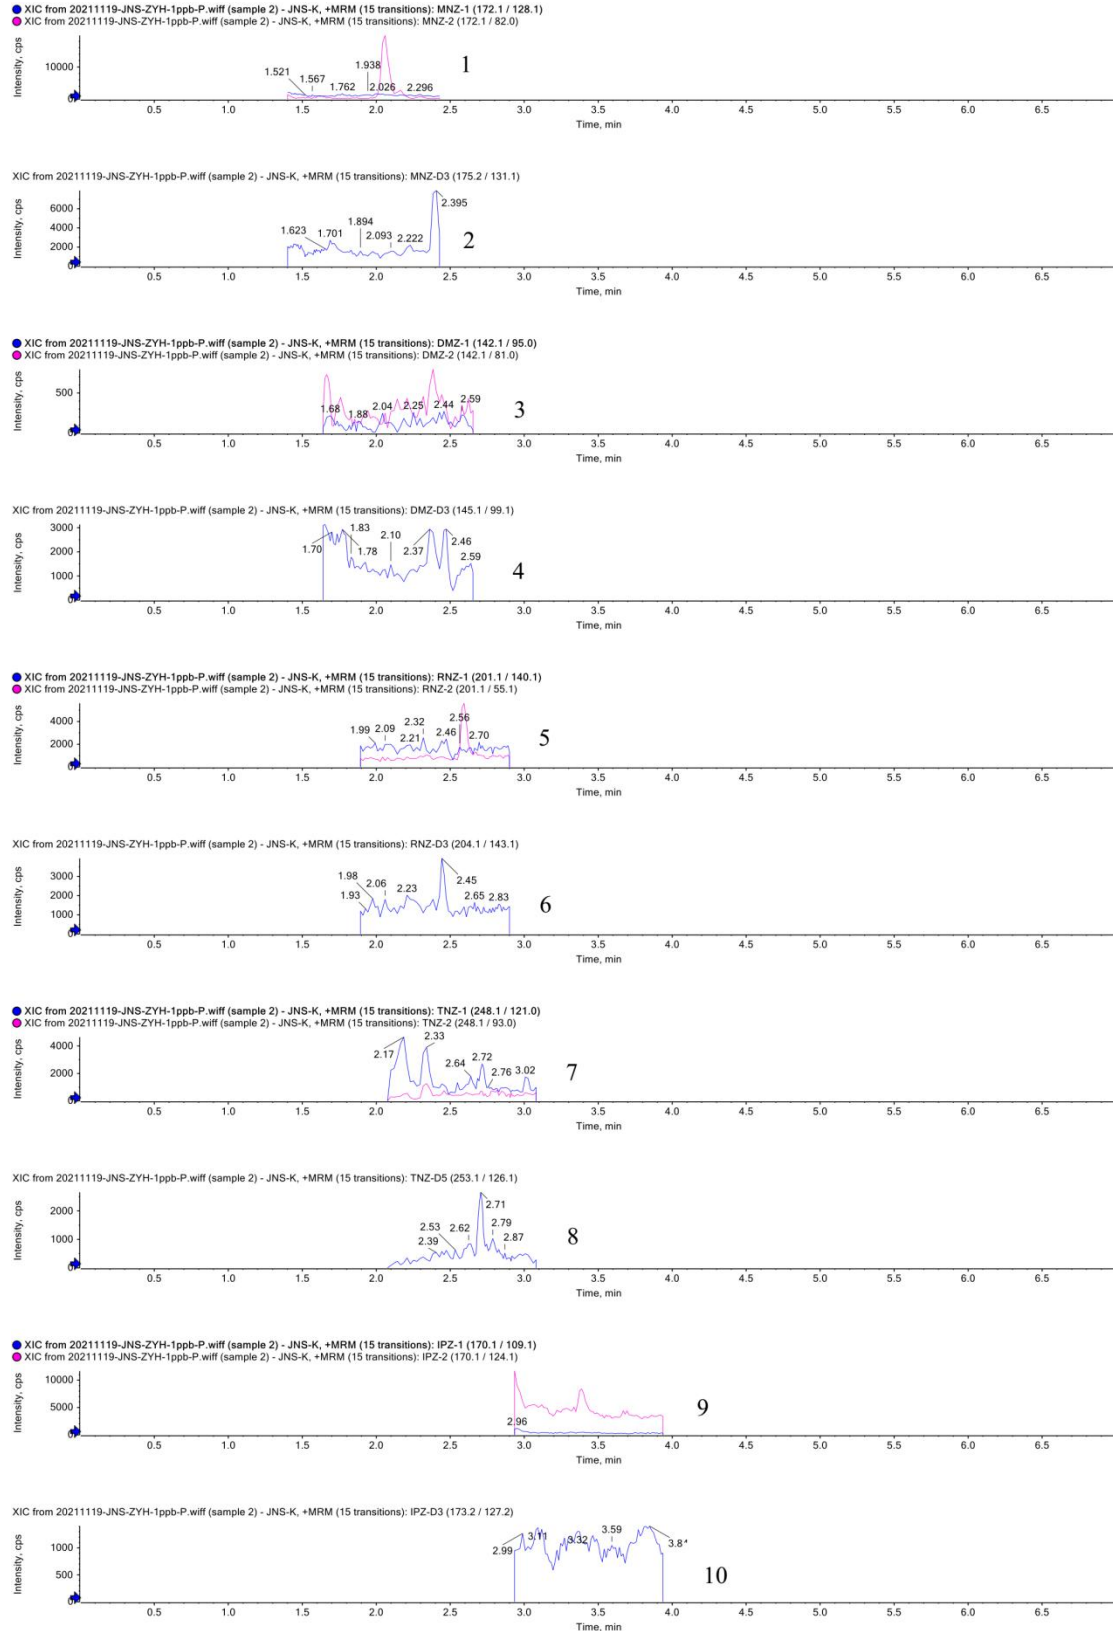 XIC from 20211119-JNS-ZYH-1ppb-P.wiff (sample 2) - JNS-K, +MRM (15 transitions): MNZ-1 (172.1 / 128.1)
XIC from 20211119-JNS-ZYH-1ppb-P.wiff (sample 2) - JNS-K, +MRM (15 transitions): MNZ-2 (172.1 / 82.0)
Intensity, cps
10000
0
1.521 1.567 1.762 1.938 2.026 2.296
1
0.5 1.0 1.5 2.0 2.5 3.0 3.5 4.0 4.5 5.0 5.5 6.0 6.5
Time, min
XIC from 20211119-JNS-ZYH-1ppb-P.wiff (sample 2) - JNS-K, +MRM (15 transitions): MNZ-D3 (175.2 / 131.1)
Intensity, cps
6000
4000
2000
0
1.623 1.701 1.894 2.093 2.222 2.395
2
0.5 1.0 1.5 2.0 2.5 3.0 3.5 4.0 4.5 5.0 5.5 6.0 6.5
Time, min
XIC from 20211119-JNS-ZYH-1ppb-P.wiff (sample 2) - JNS-K, +MRM (15 transitions): DMZ-1 (142.1 / 95.0)
XIC from 20211119-JNS-ZYH-1ppb-P.wiff (sample 2) - JNS-K, +MRM (15 transitions): DMZ-2 (142.1 / 81.0)
Intensity, cps
500
0
1.68 1.88 2.04 2.25 2.44 2.59
3
0.5 1.0 1.5 2.0 2.5 3.0 3.5 4.0 4.5 5.0 5.5 6.0 6.5
Time, min
XIC from 20211119-JNS-ZYH-1ppb-P.wiff (sample 2) - JNS-K, +MRM (15 transitions): DMZ-D3 (145.1 / 99.1)
Intensity, cps
3000
2000
1000
0
1.70 1.83 1.78 2.10 2.37 2.46 2.59
4
0.5 1.0 1.5 2.0 2.5 3.0 3.5 4.0 4.5 5.0 5.5 6.0 6.5
Time, min
XIC from 20211119-JNS-ZYH-1ppb-P.wiff (sample 2) - JNS-K, +MRM (15 transitions): RNZ-1 (201.1 / 140.1)
XIC from 20211119-JNS-ZYH-1ppb-P.wiff (sample 2) - JNS-K, +MRM (15 transitions): RNZ-2 (201.1 / 55.1)
Intensity, cps
4000
2000
0
1.99 2.09 2.21 2.32 2.46 2.56 2.70
5
0.5 1.0 1.5 2.0 2.5 3.0 3.5 4.0 4.5 5.0 5.5 6.0 6.5
Time, min
XIC from 20211119-JNS-ZYH-1ppb-P.wiff (sample 2) - JNS-K, +MRM (15 transitions): RNZ-D3 (204.1 / 143.1)
Intensity, cps
3000
2000
1000
0
1.93 1.98 2.06 2.23 2.45 2.65 2.83
6
0.5 1.0 1.5 2.0 2.5 3.0 3.5 4.0 4.5 5.0 5.5 6.0 6.5
Time, min
XIC from 20211119-JNS-ZYH-1ppb-P.wiff (sample 2) - JNS-K, +MRM (15 transitions): TNZ-1 (248.1 / 121.0)
XIC from 20211119-JNS-ZYH-1ppb-P.wiff (sample 2) - JNS-K, +MRM (15 transitions): TNZ-2 (248.1 / 93.0)
Intensity, cps
4000
2000
0
2.17 2.33 2.64 2.72 2.76 3.02
7
0.5 1.0 1.5 2.0 2.5 3.0 3.5 4.0 4.5 5.0 5.5 6.0 6.5
Time, min
XIC from 20211119-JNS-ZYH-1ppb-P.wiff (sample 2) - JNS-K, +MRM (15 transitions): TNZ-D5 (253.1 / 126.1)
Intensity, cps
2000
1000
0
2.39 2.53 2.62 2.71 2.79 2.87
8
0.5 1.0 1.5 2.0 2.5 3.0 3.5 4.0 4.5 5.0 5.5 6.0 6.5
Time, min
XIC from 20211119-JNS-ZYH-1ppb-P.wiff (sample 2) - JNS-K, +MRM (15 transitions): IPZ-1 (170.1 / 109.1)
XIC from 20211119-JNS-ZYH-1ppb-P.wiff (sample 2) - JNS-K, +MRM (15 transitions): IPZ-2 (170.1 / 124.1)
Intensity, cps
10000
5000
0
2.96
9
0.5 1.0 1.5 2.0 2.5 3.0 3.5 4.0 4.5 5.0 5.5 6.0 6.5
Time, min
XIC from 20211119-JNS-ZYH-1ppb-P.wiff (sample 2) - JNS-K, +MRM (15 transitions): IPZ-D3 (173.2 / 127.2)
Intensity, cps
1000
500
0
2.99 3.11 3.32 3.59
10
0.5 1.0 1.5 2.0 2.5 3.0 3.5 4.0 4.5 5.0 5.5 6.0 6.5
Time, min